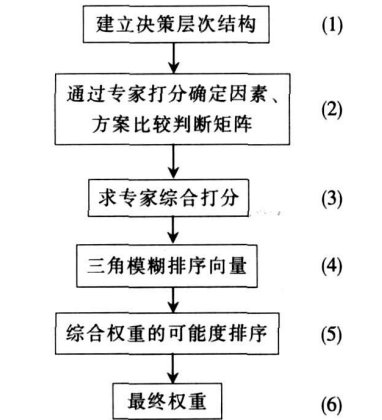 建立决策层次结构 (1)
通过专家打分确定因素、
方案比较判断矩阵 (2)
求专家综合打分 (3)
三角模糊排序向量 (4)
综合权重的可能度排序 (5)
最终权重 (6)